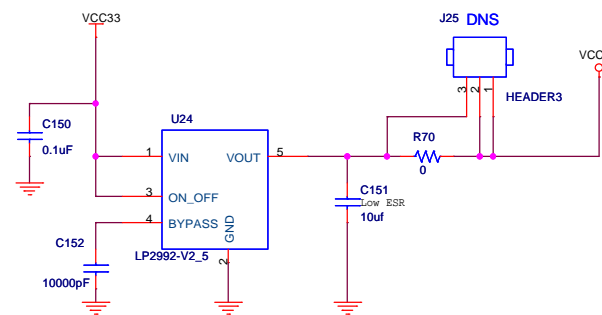 VCC33
J25 DNS
VCC
3
2
1
HEADER3
C150
0.1uF
U24
R70
0
1
VIN
VOUT
5
3
ON_OFF
4
BYPASS
GND
2
LP2992-V2_5
C151
Low ESR
10uf
C152
10000pF